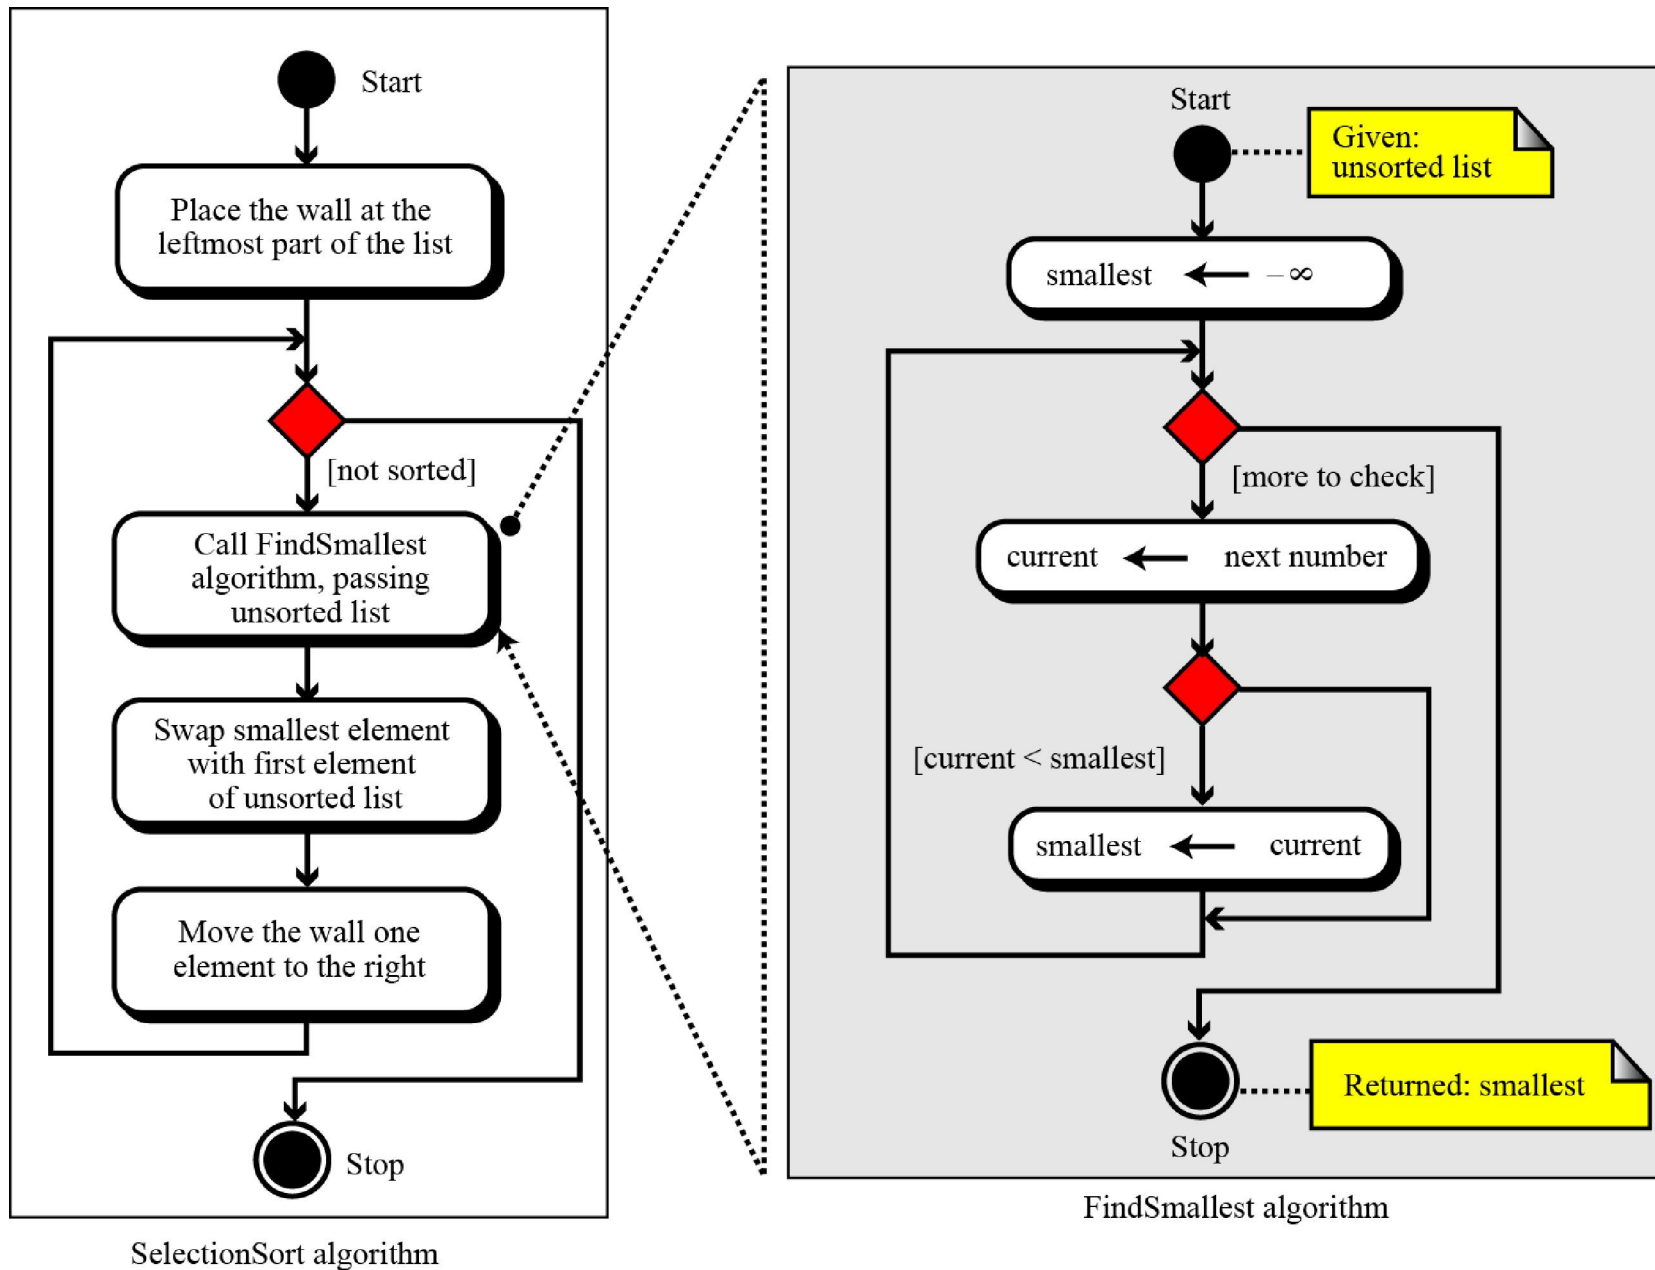 Start
Place the wall at the
leftmost part of the list
[not sorted]
Call FindSmallest
algorithm, passing
unsorted list
Swap smallest element
with first element
of unsorted list
Move the wall one
element to the right
Stop
SelectionSort algorithm
Start
Given:
unsorted list
smallest ← −∞
[more to check]
current ← next number
[current < smallest]
smallest ← current
Returned: smallest
Stop
FindSmallest algorithm